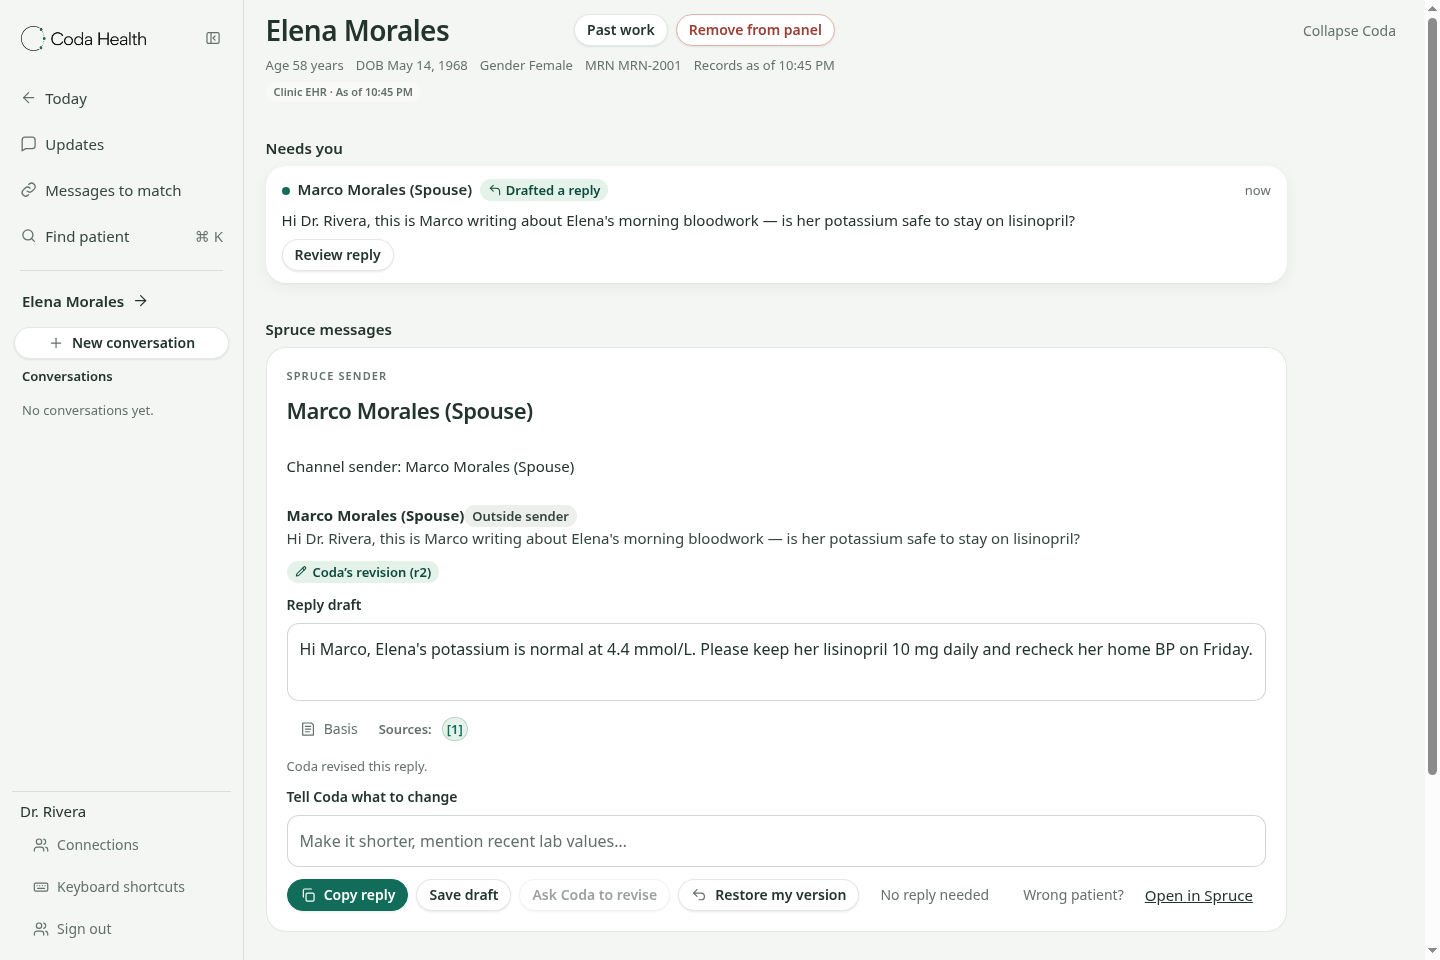 Coda Health
Today
Updates
Messages to match
Find patient ⌘ K
Elena Morales
New conversation
Conversations
No conversations yet.
Dr. Rivera
Connections
Keyboard shortcuts
Sign out
Elena Morales
Past work
Remove from panel
Collapse Coda
Age 58 years DOB May 14, 1968 Gender Female MRN MRN-2001 Records as of 10:45 PM
Clinic EHR · As of 10:45 PM
Needs you
Marco Morales (Spouse) Drafted a reply now
Hi Dr. Rivera, this is Marco writing about Elena's morning bloodwork — is her potassium safe to stay on lisinopril?
Review reply
Spruce messages
SPRUCE SENDER
Marco Morales (Spouse)
Channel sender: Marco Morales (Spouse)
Marco Morales (Spouse) Outside sender
Hi Dr. Rivera, this is Marco writing about Elena's morning bloodwork — is her potassium safe to stay on lisinopril?
Coda's revision (r2)
Reply draft
Hi Marco, Elena's potassium is normal at 4.4 mmol/L. Please keep her lisinopril 10 mg daily and recheck her home BP on Friday.
Basis Sources: [1]
Coda revised this reply.
Tell Coda what to change
Make it shorter, mention recent lab values...
Copy reply Save draft Ask Coda to revise Restore my version No reply needed Wrong patient? Open in Spruce